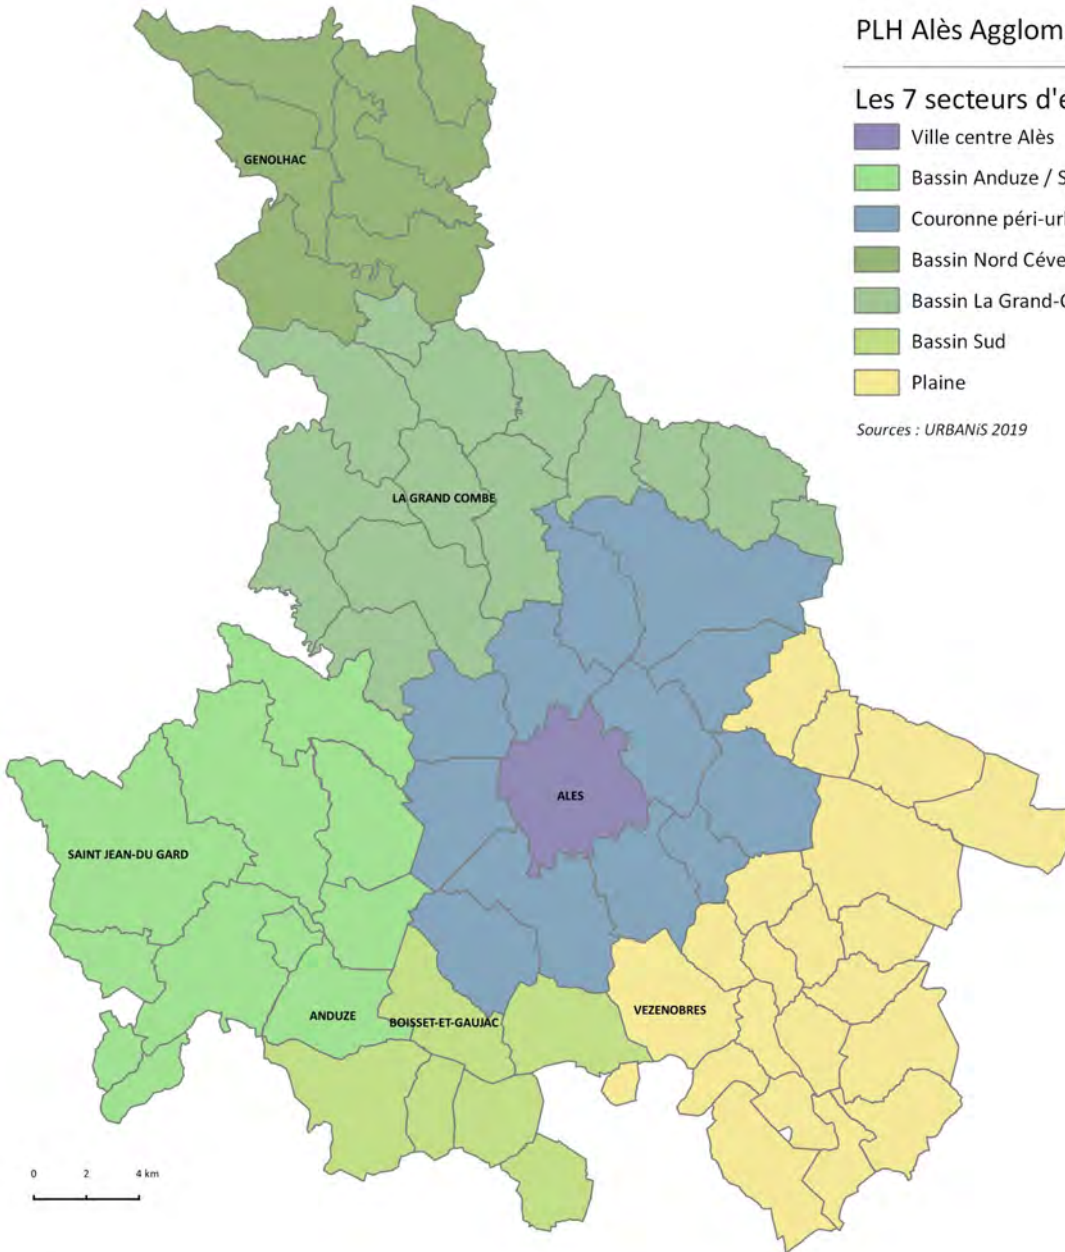 PLH Alès Agglom
Les 7 secteurs d'é
Ville centre Alès
Bassin Anduze / S
Couronne péri-url
Bassin Nord Céve
Bassin La Grand-C
Bassin Sud
Plaine
Sources : URBANiS 2019
GENOLHAC
LA GRAND COMBE
ALES
SAINT JEAN-DU GARD
ANDUZE
BOISSET-ET-GAUJAC
VEZENOBRES
0 2 4 km